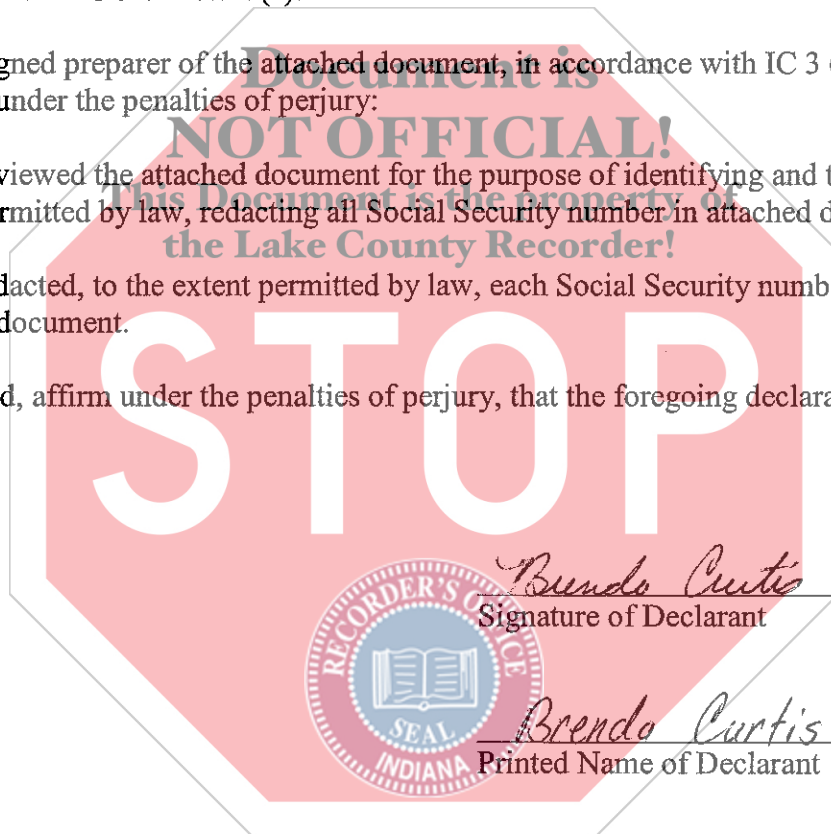 gned preparer of the attached document, in accordance with IC 3
under the penalties of perjury:
viewed the attached document for the purpose of identifying and t
rmitted by law, redacting all Social Security number in attached d
dacted, to the extent permitted by law, each Social Security numb
document.
d, affirm under the penalties of perjury, that the foregoing declara
Document is
NOT OFFICIAL!
This Document is the property of
the Lake County Recorder!
STOP
Brenda Curtis
Signature of Declarant
Brenda Curtis
Printed Name of Declarant
RECORDER'S OFFICE
SEAL
INDIANA